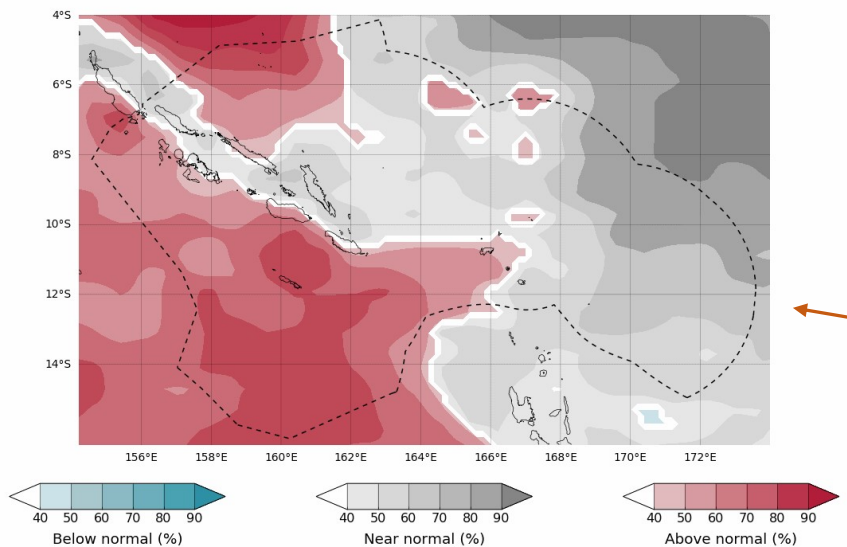 4°S
6°S
8°S
10°S
12°S
14°S
156°E 158°E 160°E 162°E 164°E 166°E 168°E 170°E 172°E
40 50 60 70 80 90 40 50 60 70 80 90 40 50 60 70 80 90
Below normal (%) Near normal (%) Above normal (%)